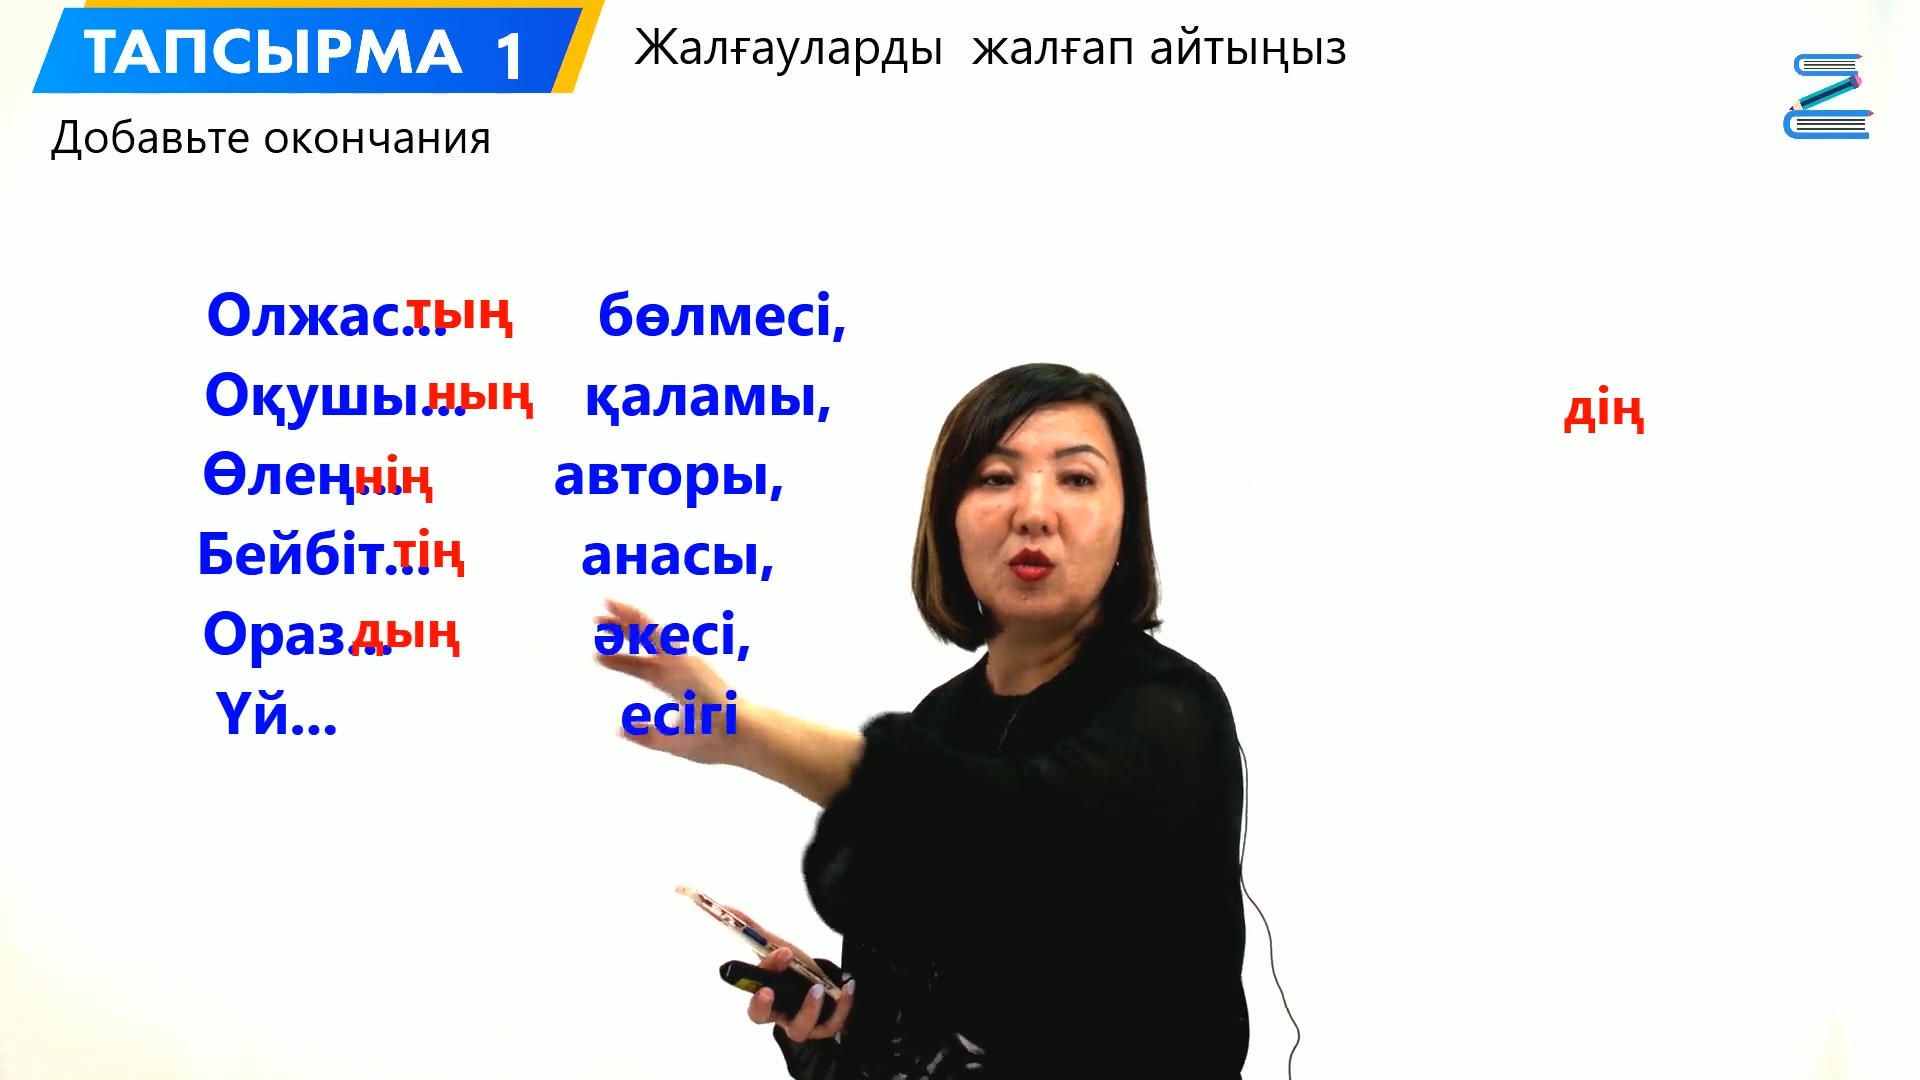 ТАПСЫРМА 1
Жалғауларды жалғап айтыңыз
Добавьте окончания
Олжас...тың бөлмесі,
Оқушы...ның қаламы,
Өлең...нің авторы,
Бейбіт...тің анасы,
Ораз...дың әкесі,
Үй... есігі
дің